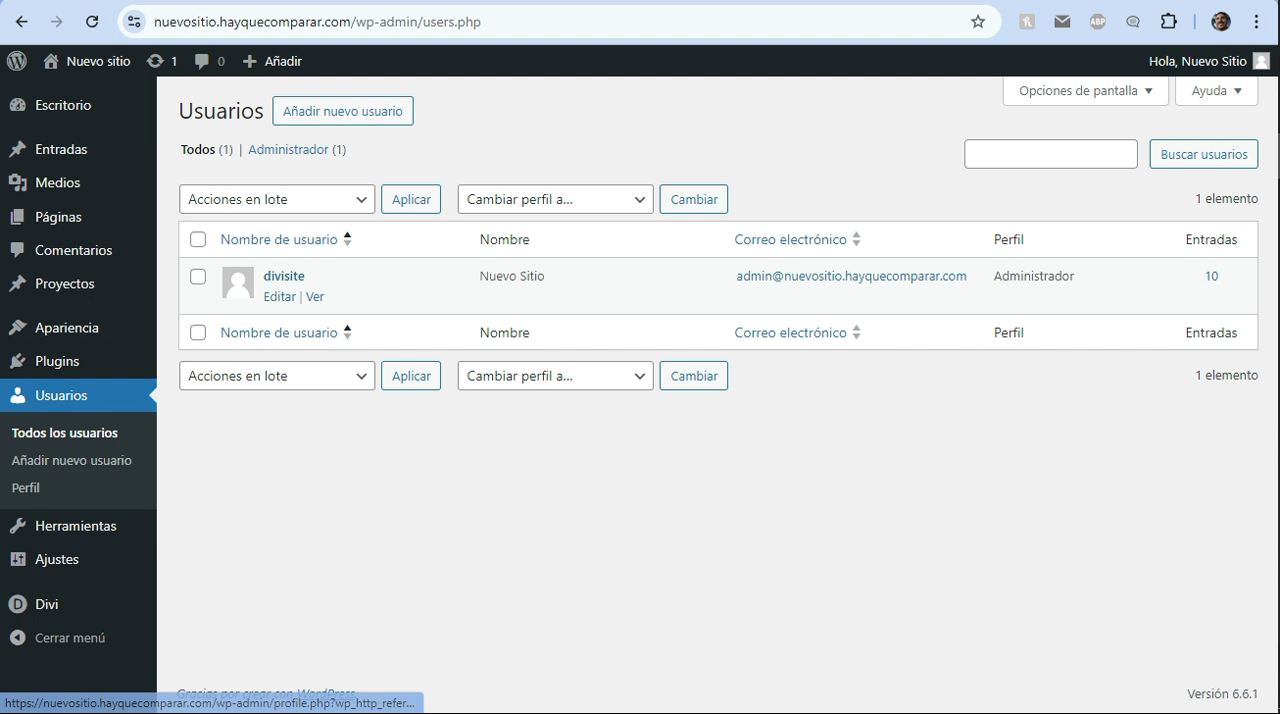 nuevositio.hayquecomparar.com/wp-admin/users.php
Nuevo sitio 1 0 Añadir Hola, Nuevo Sitio
Opciones de pantalla Ayuda
Escritorio
Entradas
Medios
Páginas
Comentarios
Proyectos
Apariencia
Plugins
Usuarios
Todos los usuarios
Añadir nuevo usuario
Perfil
Herramientas
Ajustes
Divi
Cerrar menú
Usuarios Añadir nuevo usuario
Todos (1) | Administrador (1)
Buscar usuarios
Acciones en lote Aplicar Cambiar perfil a... Cambiar 1 elemento
Nombre de usuario Nombre Correo electrónico Perfil Entradas
divisite Nuevo Sitio admin@nuevositio.hayquecomparar.com Administrador 10
Editar | Ver
Nombre de usuario Nombre Correo electrónico Perfil Entradas
Acciones en lote Aplicar Cambiar perfil a... Cambiar 1 elemento
Gracias por crear con WordPress. Versión 6.6.1
https://nuevositio.hayquecomparar.com/wp-admin/profile.php?wp_http_refer...